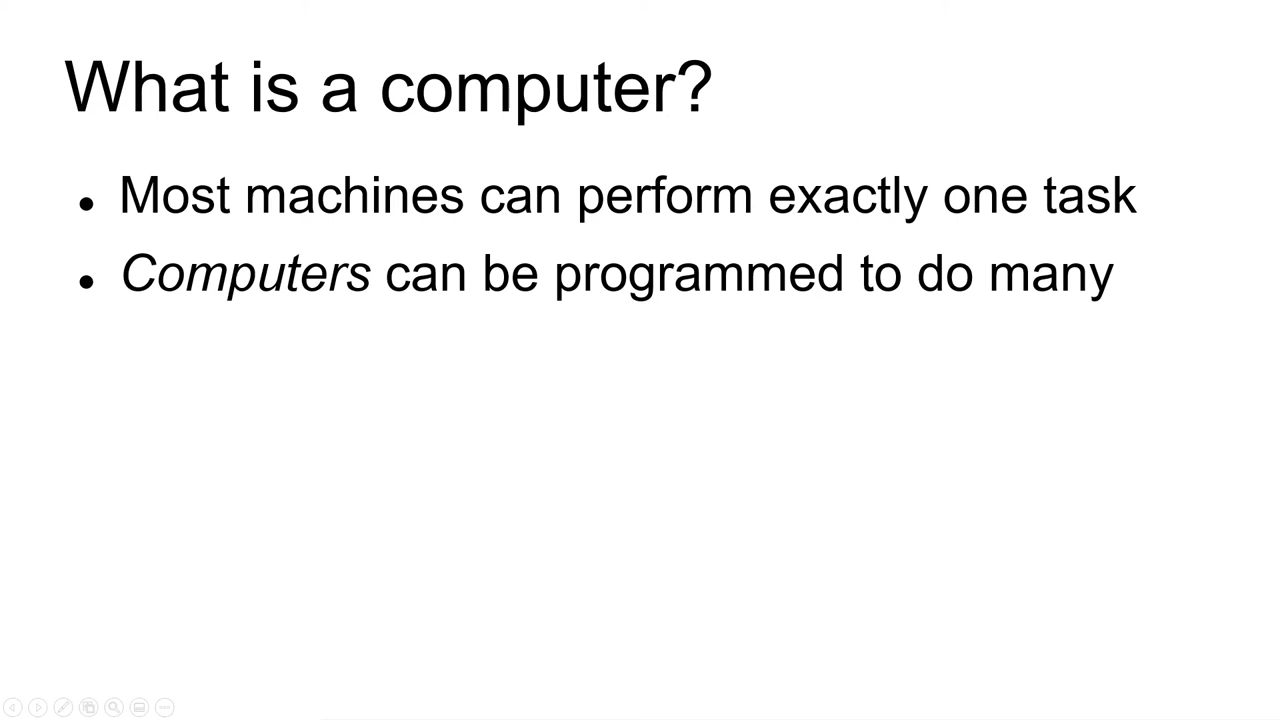 What is a computer?
Most machines can perform exactly one task
Computers can be programmed to do many